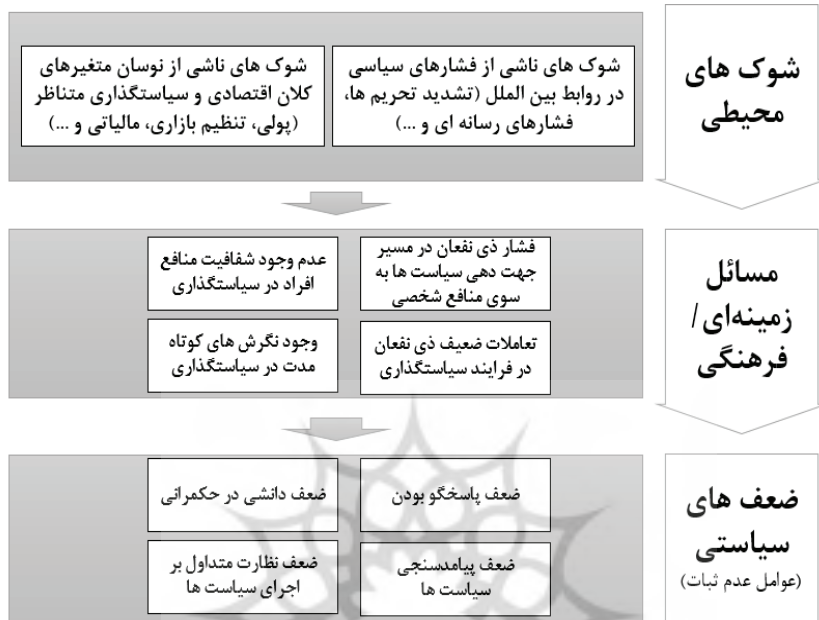 شوک های
محیطی
شوک های ناشی از فشارهای سیاسی
در روابط بین الملل (تشدید تحریم ها،
فشارهای رسانه ای و ...)
شوک های ناشی از نوسان متغیرهای
کلان اقتصادی و سیاستگذاری متناظر
(پولی، تنظیم بازاری، مالیاتی و ...)
مسائل
زمینه‌ای/
فرهنگی
فشار ذی نفعان در مسیر
جهت دهی سیاست ها به
سوی منافع شخصی
عدم وجود شفافیت منافع
افراد در سیاستگذاری
تعاملات ضعیف ذی نفعان
در فرایند سیاستگذاری
وجود نگرش های کوتاه
مدت در سیاستگذاری
ضعف های
سیاستی
(عوامل عدم ثبات)
ضعف پاسخگو بودن
ضعف دانشی در حکمرانی
ضعف پیامدسنجی
سیاست ها
ضعف نظارت متداول بر
اجرای سیاست ها